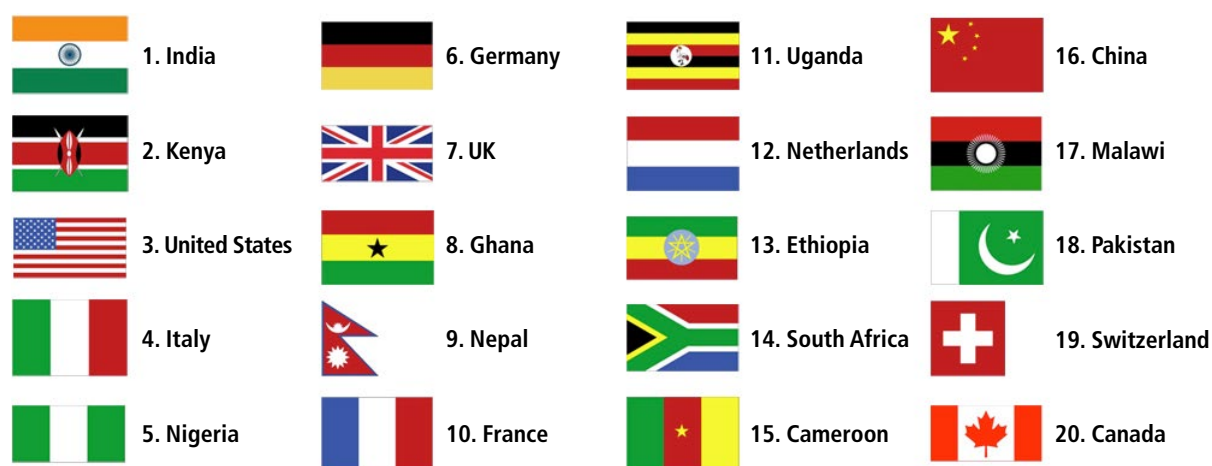 1. India
2. Kenya
3. United States
4. Italy
5. Nigeria
6. Germany
7. UK
8. Ghana
9. Nepal
10. France
11. Uganda
12. Netherlands
13. Ethiopia
14. South Africa
15. Cameroon
16. China
17. Malawi
18. Pakistan
19. Switzerland
20. Canada